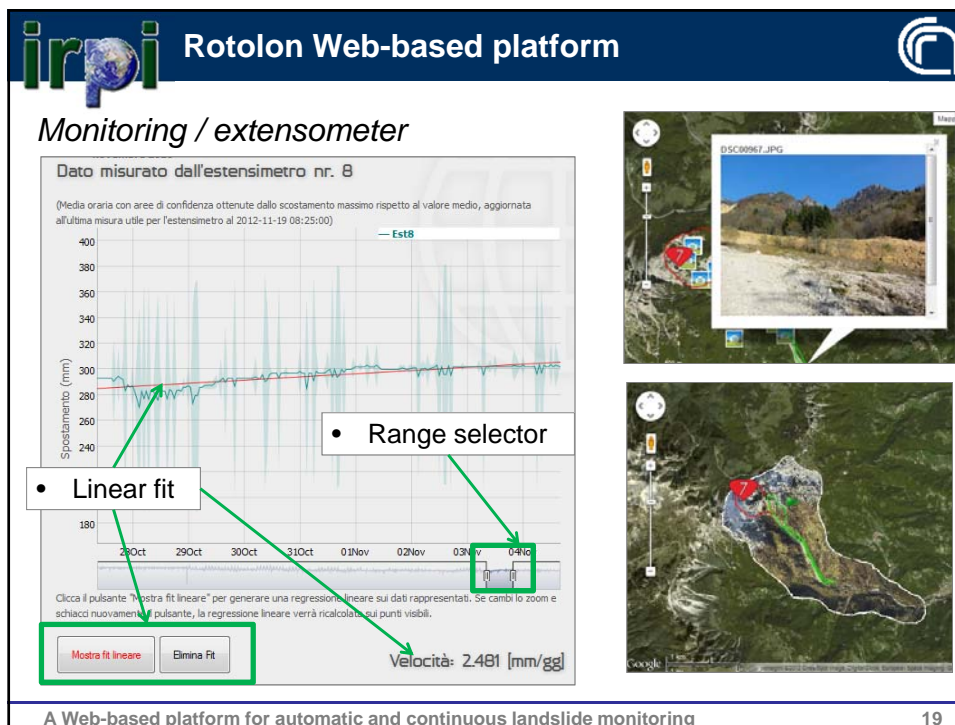 irpi
Rotolon Web-based platform
Monitoring / extensometer
Dato misurato dall'estensimetro nr. 8
(Media oraria con aree di confidenza ottenute dallo scostamento massimo rispetto al valore medio, aggiornata
all'ultima misura utile per l'estensimetro al 2012-11-19 08:25:00)
Est8
400
380
360
340
320
300
280
260
240
180
Spostamento (mm)
• Range selector
• Linear fit
28Oct 29Oct 30Oct 31Oct 01Nov 02Nov 03Nov 04No
Clicca il pulsante "Mostra fit lineare" per generare una regressione lineare sui dati rappresentati. Se cambi lo zoom e
schiacci nuovamente il pulsante, la regressione lineare verrà ricalcolata sui punti visibili.
Mostra fit lineare
Elimina Fit
Velocità: 2.481 [mm/gg]
Mapp
DSC00967.JPG
7
7
Google
A Web-based platform for automatic and continuous landslide monitoring 19